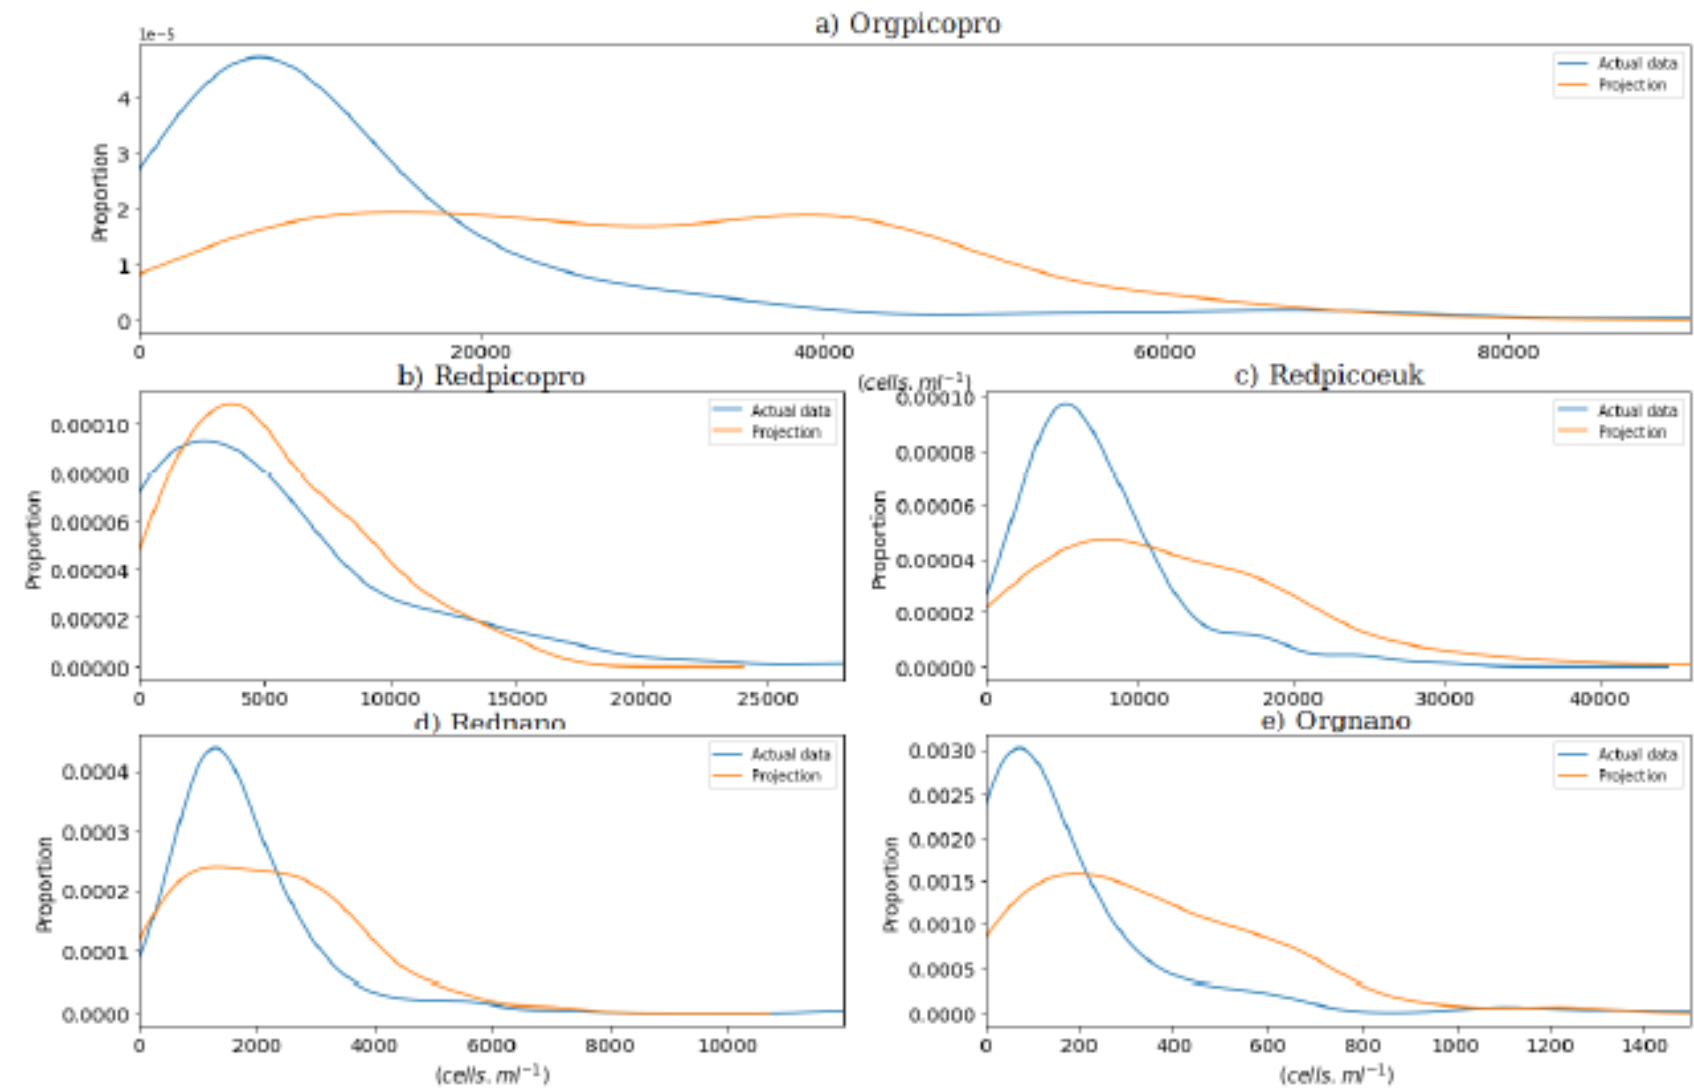 a) Orgpicopro
1e−5
Actual data
Projection
Proportion
4
3
2
1
0
0 20000 40000 60000 80000
(cells. ml−1)
b) Redpicopro
Actual data
Projection
Proportion
0.00010
0.00008
0.00006
0.00004
0.00002
0.00000
0 5000 10000 15000 20000 25000
c) Redpicoeuk
Actual data
Projection
Proportion
0.00010
0.00008
0.00006
0.00004
0.00002
0.00000
0 10000 20000 30000 40000
d) Rednano
Actual data
Projection
Proportion
0.0004
0.0003
0.0002
0.0001
0.0000
0 2000 4000 6000 8000 10000
(cells. ml−1)
e) Orgnano
Actual data
Projection
Proportion
0.0030
0.0025
0.0020
0.0015
0.0010
0.0005
0.0000
0 200 400 600 800 1000 1200 1400
(cells. ml−1)